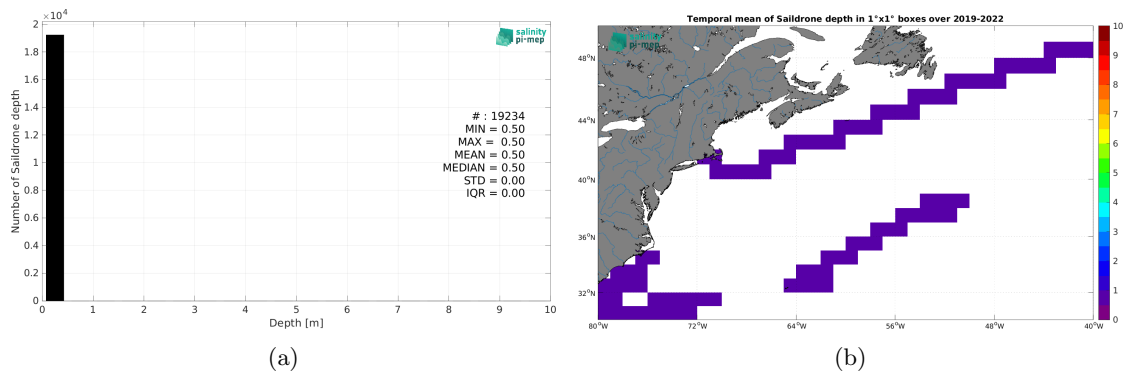 ×10⁴
2
1.8
1.6
1.4
1.2
1
0.8
0.6
0.4
0.2
0
Number of Saildrone depth
salinity
pi-mep
# : 19234
MIN = 0.50
MAX = 0.50
MEAN = 0.50
MEDIAN = 0.50
STD = 0.00
IQR = 0.00
0 1 2 3 4 5 6 7 8 9 10
Depth [m]
(a)
Temporal mean of Saildrone depth in 1°x1° boxes over 2019-2022
salinity
pi-mep
48°N
44°N
40°N
36°N
32°N
80°W 72°W 64°W 56°W 48°W 40°W
10
9
8
7
6
5
4
3
2
1
0
(b)